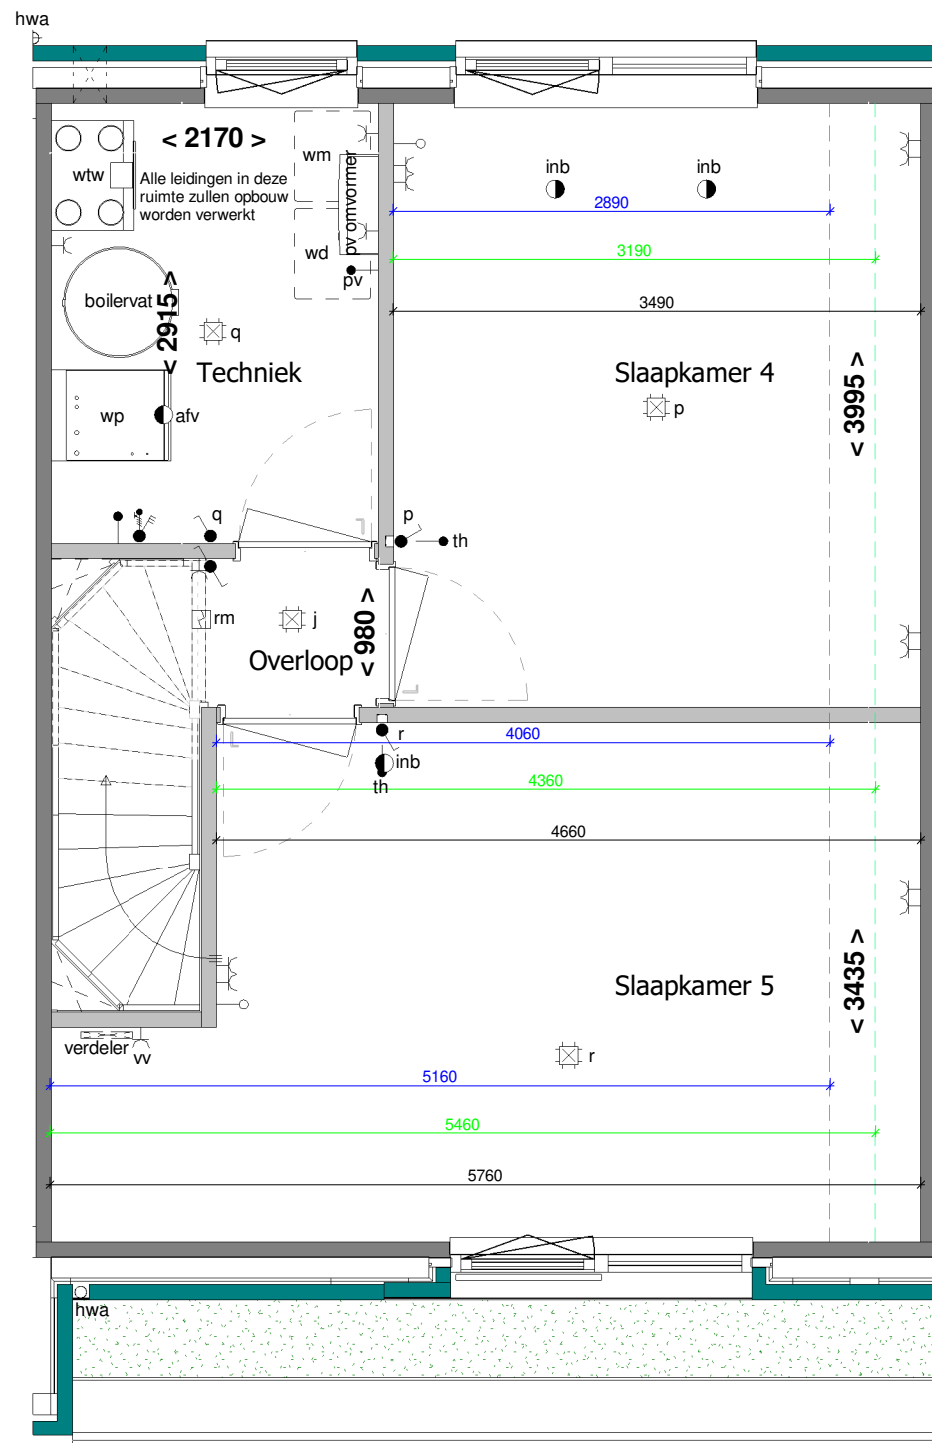 hwa
< 2170 >
wm
wtw
Alle leidingen in deze
ruimte zullen opbouw
worden verwerkt
pv omvormer
inb
inb
2890
wd
3190
pv
boilervat
< 2915 >
3490
q
Techniek
Slaapkamer 4
< 3995 >
wp
afv
p
q
p
th
rm
j
< 980 >
Overloop
r
4060
inb
th
4360
4660
< 3435 >
Slaapkamer 5
verdeler
vv
r
5160
5460
5760
hwa